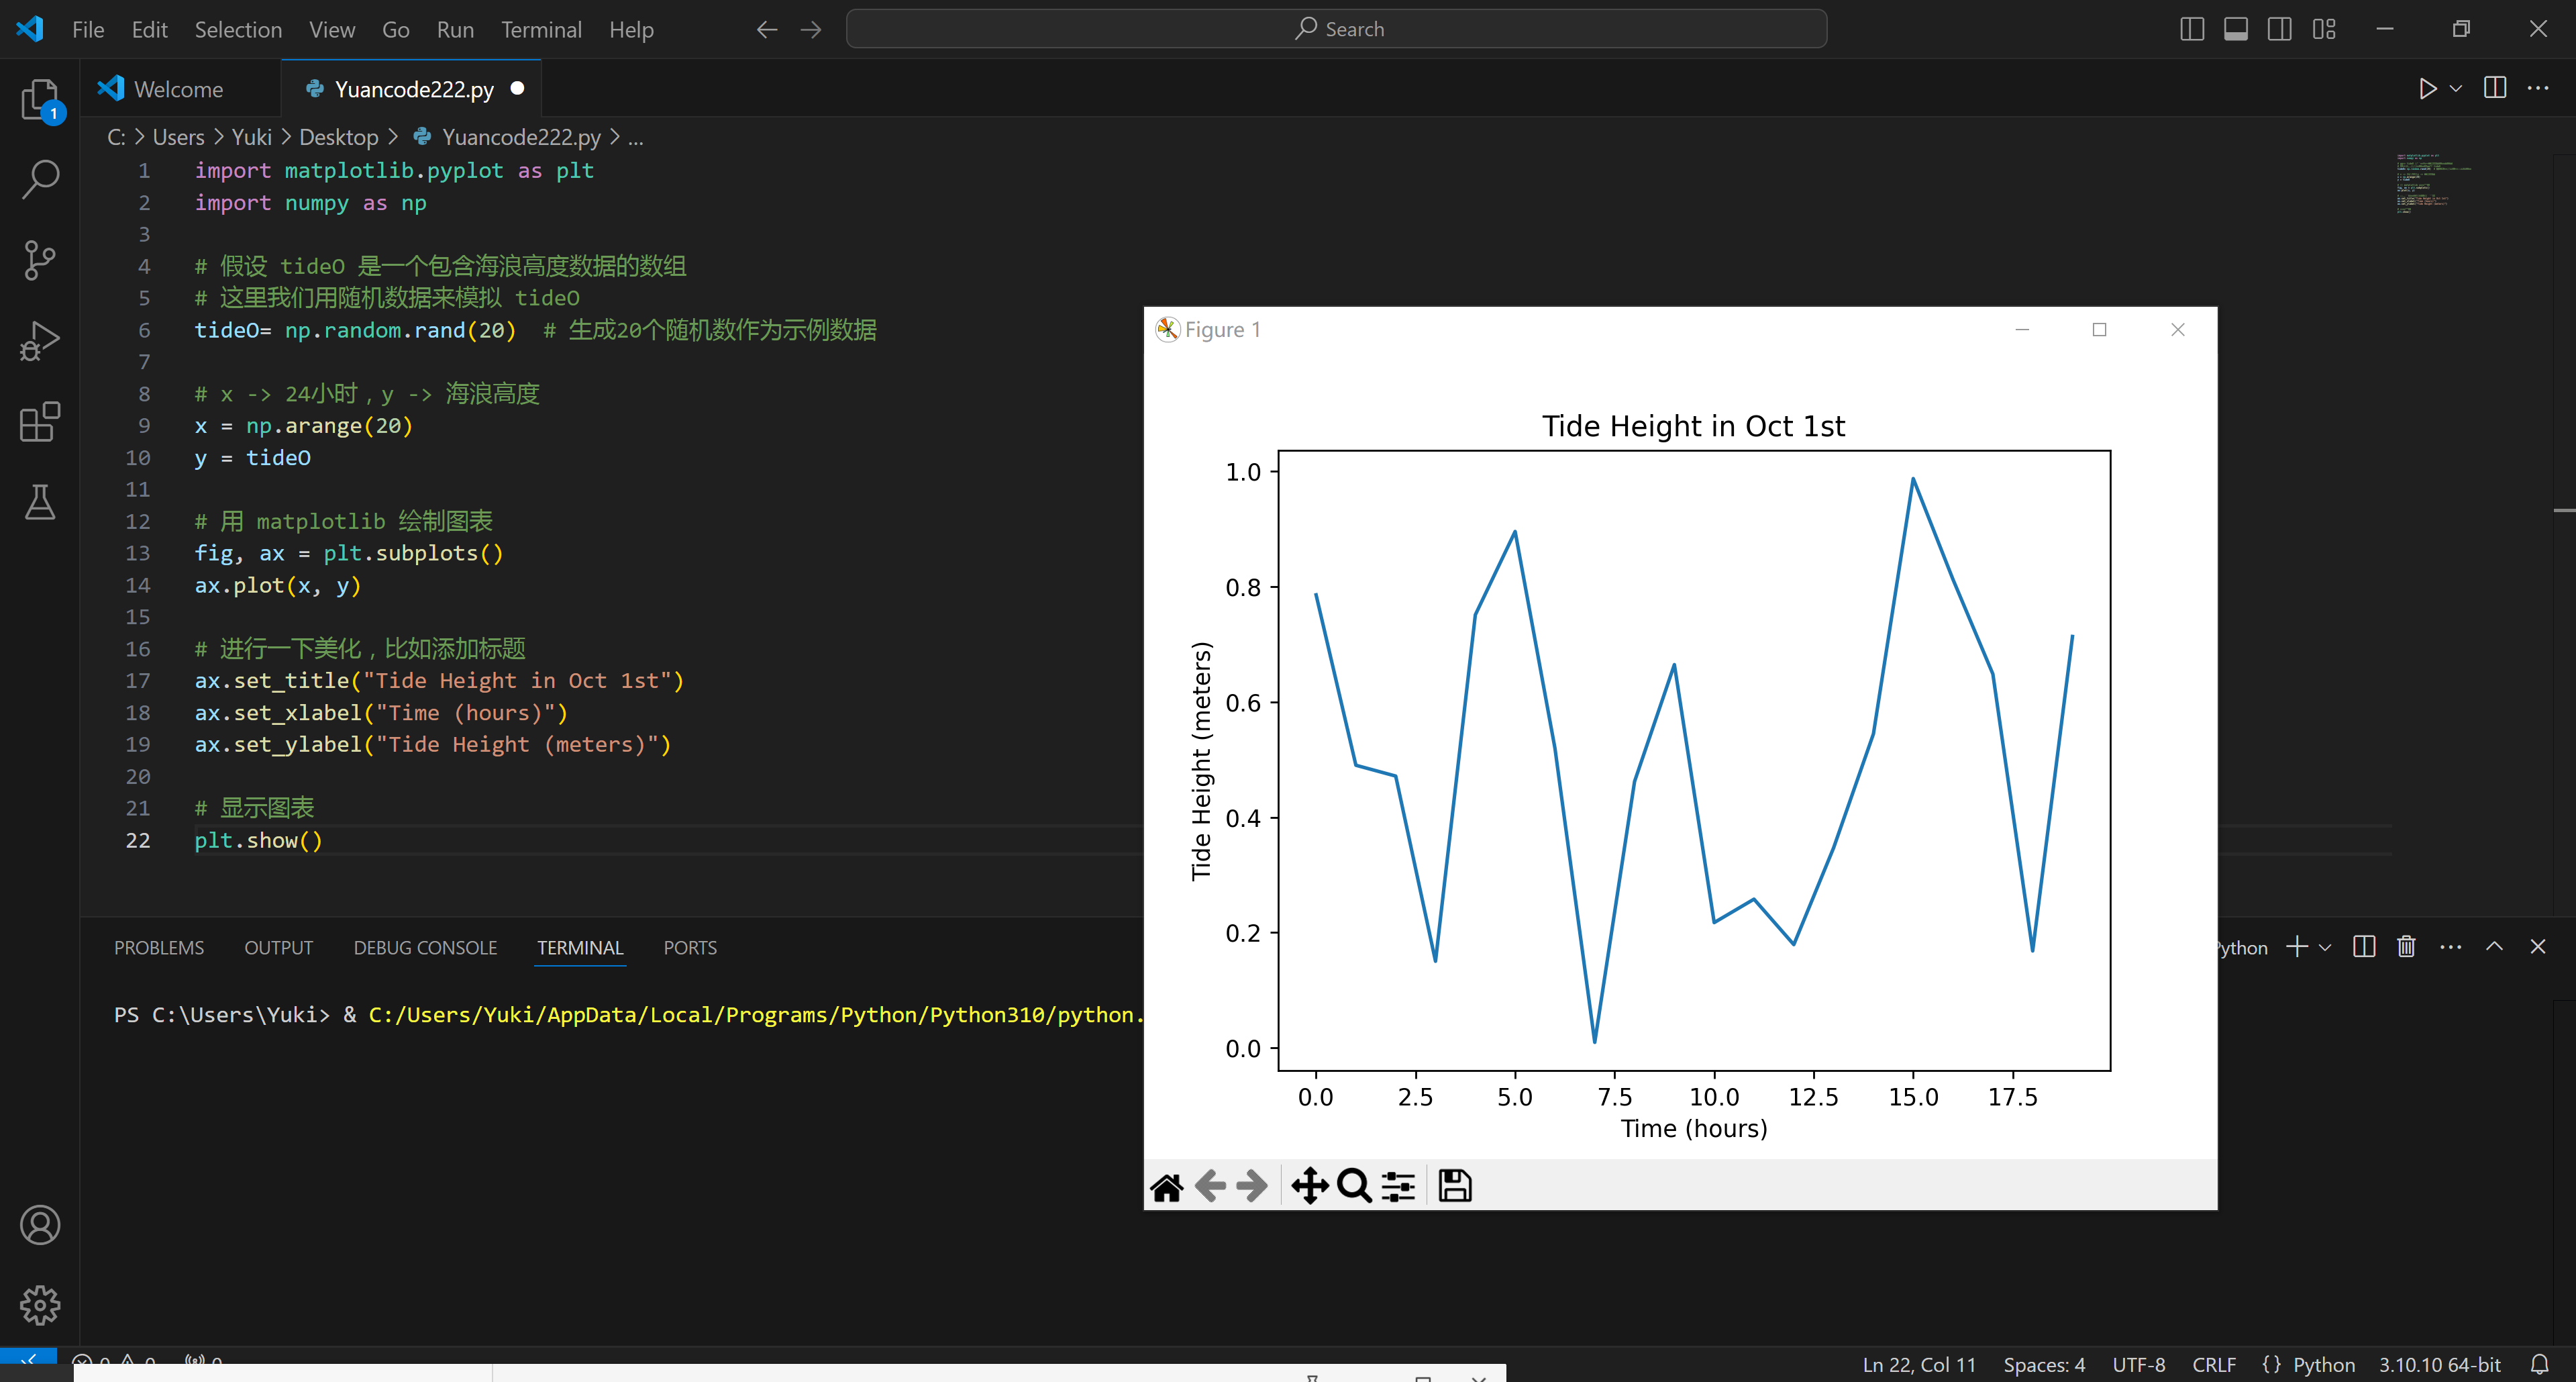 File Edit Selection View Go Run Terminal Help
Search
Welcome
Yuancode222.py
1
C: > Users > Yuki > Desktop > Yuancode222.py > ...
1 import matplotlib.pyplot as plt
2 import numpy as np
3
4 # 假设 tideO 是一个包含海浪高度数据的数组
5 # 这里我们用随机数据来模拟 tideO
6 tideO= np.random.rand(20)  # 生成20个随机数作为示例数据
7
8 # x -> 24小时，y -> 海浪高度
9 x = np.arange(20)
10 y = tideO
11
12 # 用 matplotlib 绘制图表
13 fig, ax = plt.subplots()
14 ax.plot(x, y)
15
16 # 进行一下美化，比如添加标题
17 ax.set_title("Tide Height in Oct 1st")
18 ax.set_xlabel("Time (hours)")
19 ax.set_ylabel("Tide Height (meters)")
20
21 # 显示图表
22 plt.show()
Figure 1
Tide Height in Oct 1st
Tide Height (meters)
1.0
0.8
0.6
0.4
0.2
0.0
0.0 2.5 5.0 7.5 10.0 12.5 15.0 17.5
Time (hours)
PROBLEMS OUTPUT DEBUG CONSOLE TERMINAL PORTS
ython
PS C:\Users\Yuki> & C:/Users/Yuki/AppData/Local/Programs/Python/Python310/python.
Ln 22, Col 11 Spaces: 4 UTF-8 CRLF {} Python 3.10.10 64-bit